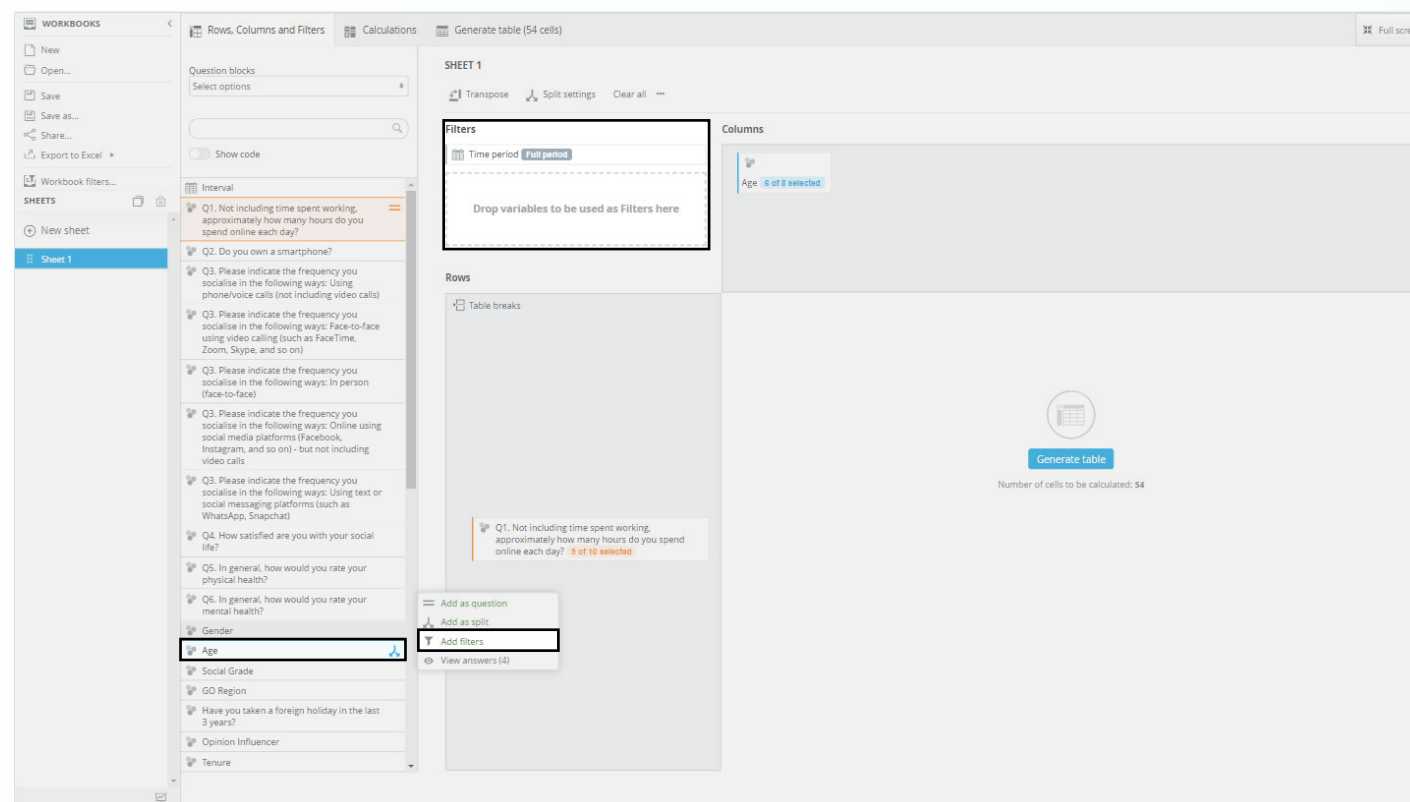 WORKBOOKS
New
Open...
Save
Save as...
Share...
Export to Excel
Workbook filters...
SHEETS
New sheet
Sheet 1
Rows, Columns and Filters
Calculations
Generate table (54 cells)
Full scre
Question blocks
Select options
Show code
Interval
Q1. Not including time spent working,
approximately how many hours do you
spend online each day?
Q2. Do you own a smartphone?
Q3. Please indicate the frequency you
socialise in the following ways: Using
phone/voice calls (not including video calls)
Q3. Please indicate the frequency you
socialise in the following ways: Face-to-face
using video calling (such as FaceTime,
Zoom, Skype, and so on)
Q3. Please indicate the frequency you
socialise in the following ways: In person
(face-to-face)
Q3. Please indicate the frequency you
socialise in the following ways: Online using
social media platforms (Facebook,
Instagram, and so on) - but not including
video calls
Q3. Please indicate the frequency you
socialise in the following ways: Using text or
social messaging platforms (such as
WhatsApp, Snapchat)
Q4. How satisfied are you with your social
life?
Q5. In general, how would you rate your
physical health?
Q6. In general, how would you rate your
mental health?
Gender
Age
Social Grade
GO Region
Have you taken a foreign holiday in the last
3 years?
Opinion Influencer
Tenure
Add as question
Add as split
Add filters
View answers (4)
SHEET 1
Transpose
Split settings
Clear all
Filters
Time period Full period
Drop variables to be used as Filters here
Columns
Age 6 of 8 selected
Rows
Table breaks
Q1. Not including time spent working,
approximately how many hours do you spend
online each day? 9 of 10 selected
Generate table
Number of cells to be calculated: 54